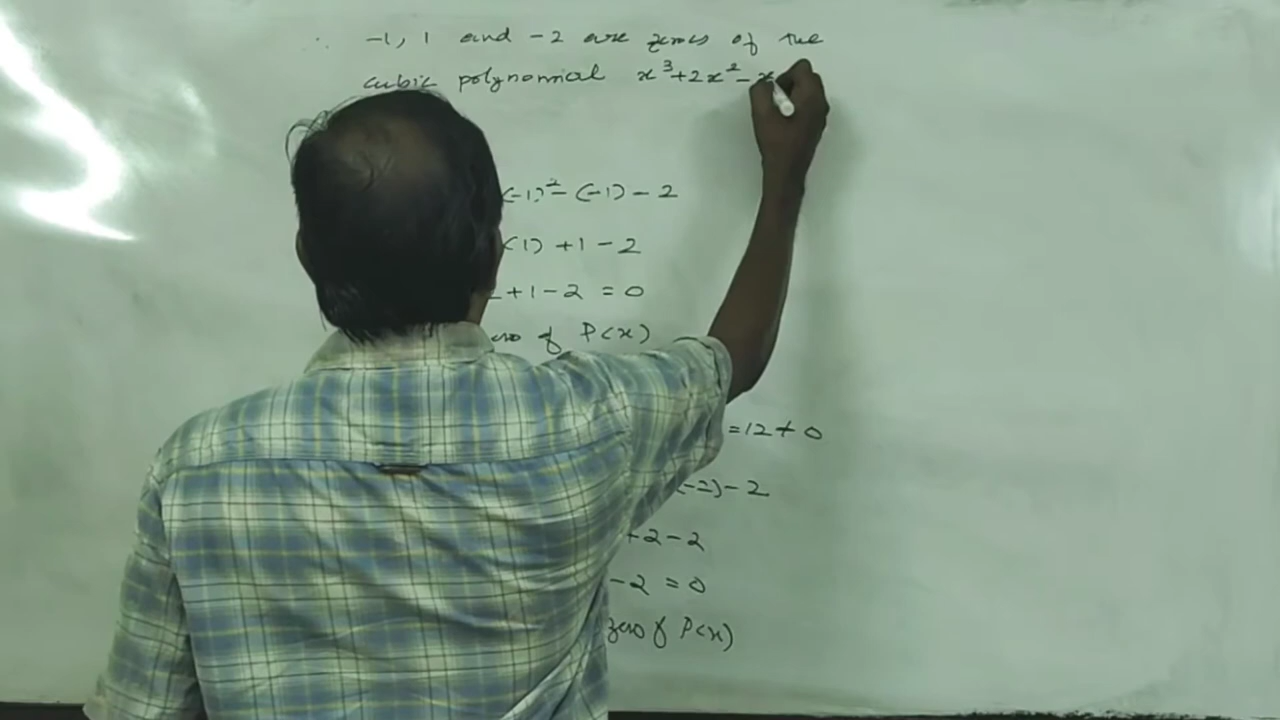 -1, 1 and -2 are zeros of the
cubic polynomial x³+2x²-x
(-1)²-(-1)-2
(1) +1-2
+1-2 =0
zero of P(x)
=12≠0
(-2)-2
+2-2
-2 =0
zero of P(x)